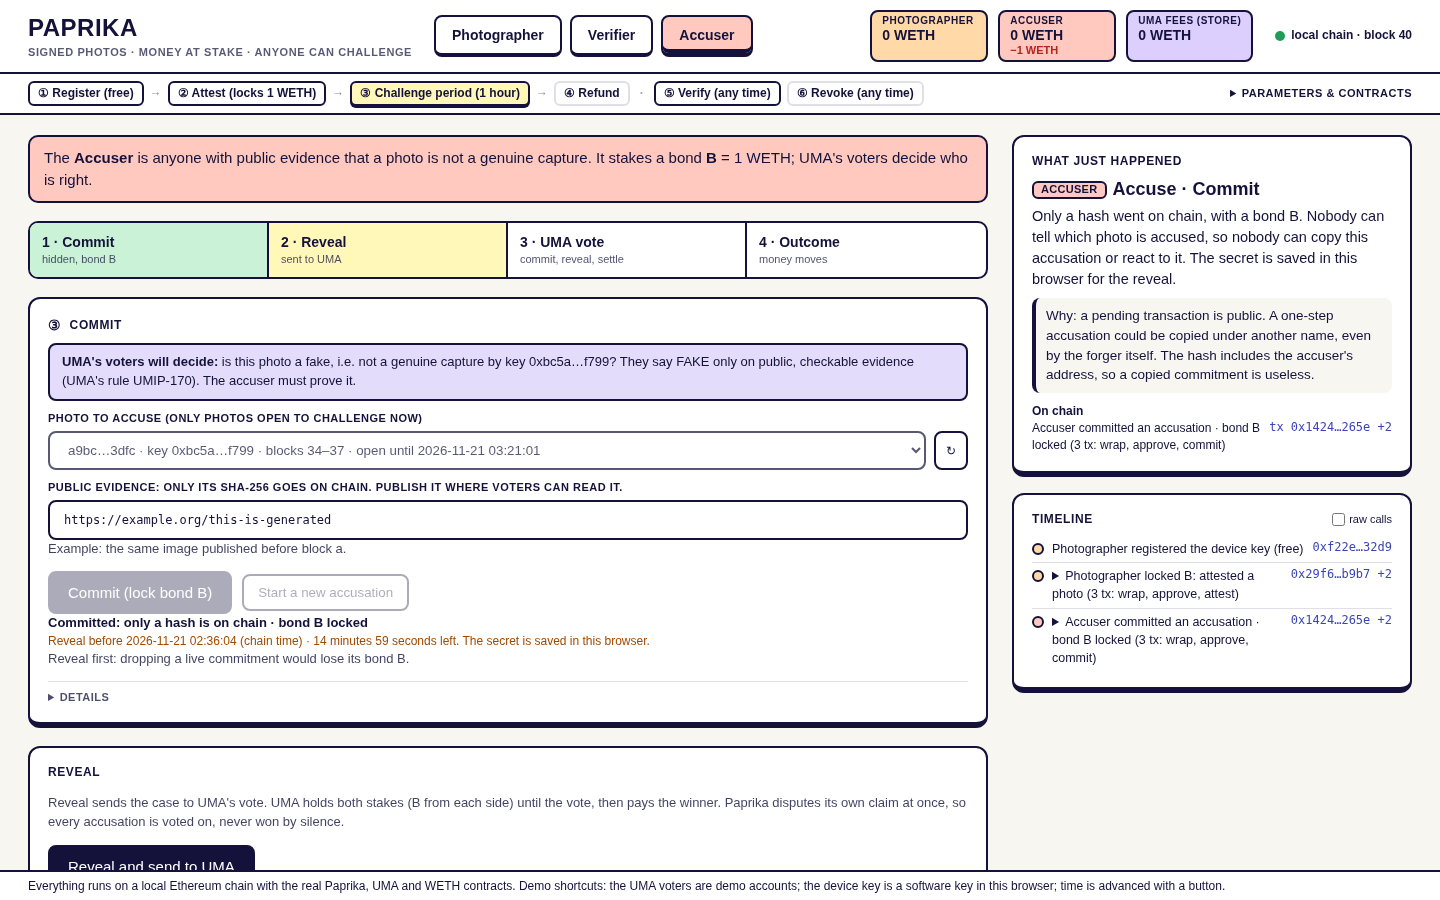 PAPRIKA
SIGNED PHOTOS · MONEY AT STAKE · ANYONE CAN CHALLENGE
Photographer
Verifier
Accuser
PHOTOGRAPHER
0 WETH
ACCUSER
0 WETH
−1 WETH
UMA FEES (STORE)
0 WETH
local chain · block 40
① Register (free)
→
② Attest (locks 1 WETH)
→
③ Challenge period (1 hour)
→
④ Refund
·
⑤ Verify (any time)
⑥ Revoke (any time)
▶ PARAMETERS & CONTRACTS
The Accuser is anyone with public evidence that a photo is not a genuine capture. It stakes a bond B = 1 WETH; UMA's voters decide who
is right.
1 · Commit
hidden, bond B
2 · Reveal
sent to UMA
3 · UMA vote
commit, reveal, settle
4 · Outcome
money moves
③ COMMIT
UMA's voters will decide: is this photo a fake, i.e. not a genuine capture by key 0xbc5a…f799? They say FAKE only on public, checkable evidence
(UMA's rule UMIP-170). The accuser must prove it.
PHOTO TO ACCUSE (ONLY PHOTOS OPEN TO CHALLENGE NOW)
a9bc…3dfc · key 0xbc5a…f799 · blocks 34–37 · open until 2026-11-21 03:21:01
↻
PUBLIC EVIDENCE: ONLY ITS SHA-256 GOES ON CHAIN. PUBLISH IT WHERE VOTERS CAN READ IT.
https://example.org/this-is-generated
Example: the same image published before block a.
Commit (lock bond B)
Start a new accusation
Committed: only a hash is on chain · bond B locked
Reveal before 2026-11-21 02:36:04 (chain time) · 14 minutes 59 seconds left. The secret is saved in this browser.
Reveal first: dropping a live commitment would lose its bond B.
▶ DETAILS
REVEAL
Reveal sends the case to UMA's vote. UMA holds both stakes (B from each side) until the vote, then pays the winner. Paprika disputes its own claim at once, so
every accusation is voted on, never won by silence.
Reveal and send to UMA
WHAT JUST HAPPENED
ACCUSER Accuse · Commit
Only a hash went on chain, with a bond B. Nobody can
tell which photo is accused, so nobody can copy this
accusation or react to it. The secret is saved in this
browser for the reveal.
Why: a pending transaction is public. A one-step
accusation could be copied under another name, even
by the forger itself. The hash includes the accuser's
address, so a copied commitment is useless.
On chain
Accuser committed an accusation · bond B tx 0x1424…265e +2
locked (3 tx: wrap, approve, commit)
TIMELINE
raw calls
Photographer registered the device key (free) 0xf22e…32d9
▶ Photographer locked B: attested a 0x29f6…b9b7 +2
photo (3 tx: wrap, approve, attest)
▶ Accuser committed an accusation · 0x1424…265e +2
bond B locked (3 tx: wrap, approve,
commit)
Everything runs on a local Ethereum chain with the real Paprika, UMA and WETH contracts. Demo shortcuts: the UMA voters are demo accounts; the device key is a software key in this browser; time is advanced with a button.